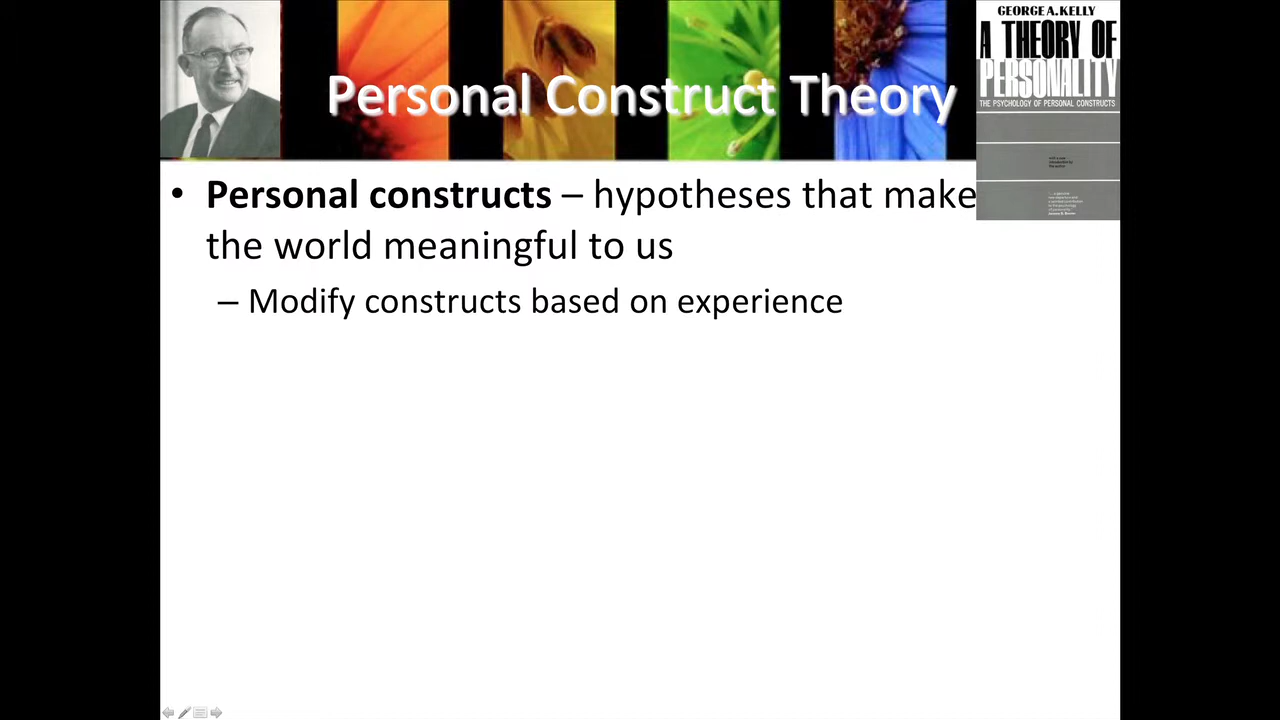 Personal Construct Theory
GEORGE A. KELLY
A THEORY OF
PERSONALITY
THE PSYCHOLOGY OF PERSONAL CONSTRUCTS
• Personal constructs – hypotheses that make
the world meaningful to us
– Modify constructs based on experience